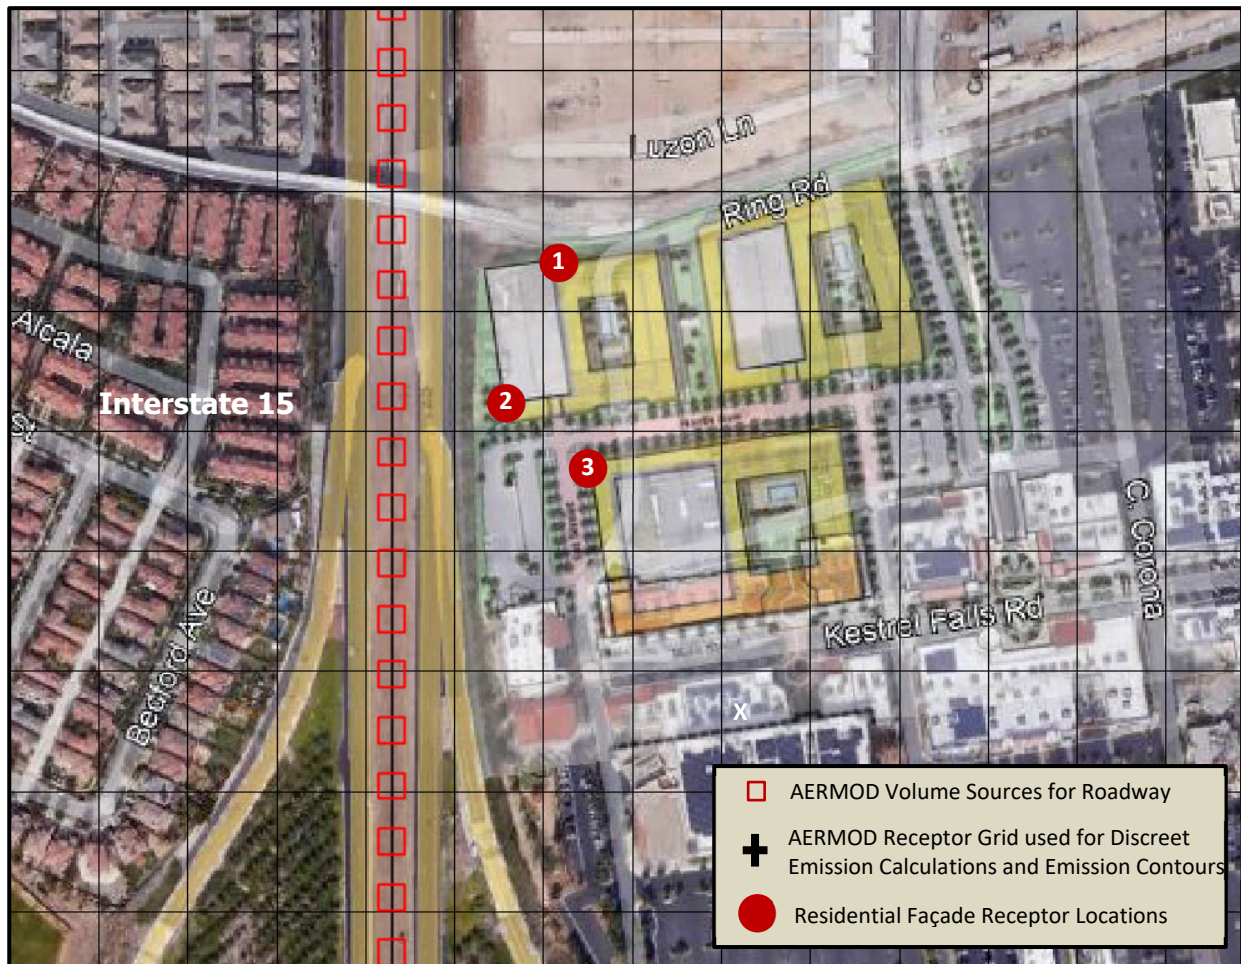 Luzon Ln
Ring Rd
1
Alcala
St
Interstate 15
2
3
C. Corona
Bedford Ave
Kestrel Falls Rd
X
AERMOD Volume Sources for Roadway
AERMOD Receptor Grid used for Discreet
Emission Calculations and Emission Contours
Residential Façade Receptor Locations